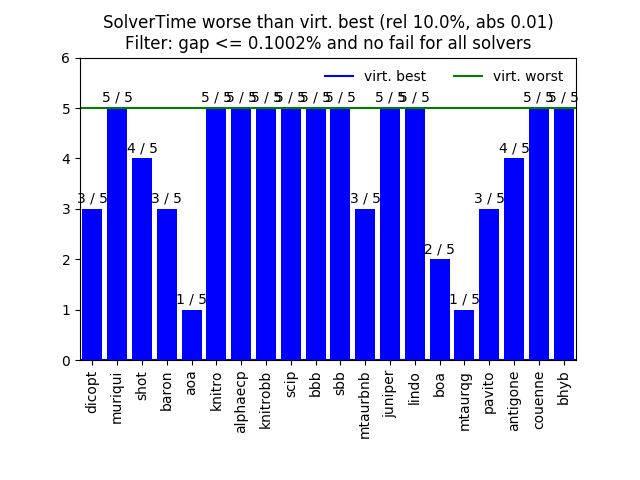 SolverTime worse than virt. best (rel 10.0%, abs 0.01)
Filter: gap <= 0.1002% and no fail for all solvers
virt. best
virt. worst
6
5
4
3
2
1
0
3 / 5
5 / 5
4 / 5
3 / 5
1 / 5
5 / 5
5 / 5
5 / 5
5 / 5
5 / 5
5 / 5
3 / 5
5 / 5
5 / 5
2 / 5
1 / 5
3 / 5
4 / 5
5 / 5
5 / 5
dicopt
muriqui
shot
baron
aoa
knitro
alphaecp
knitrobb
scip
bbb
sbb
mtaurbnb
juniper
lindo
boa
mtaurqg
pavito
antigone
couenne
bhyb